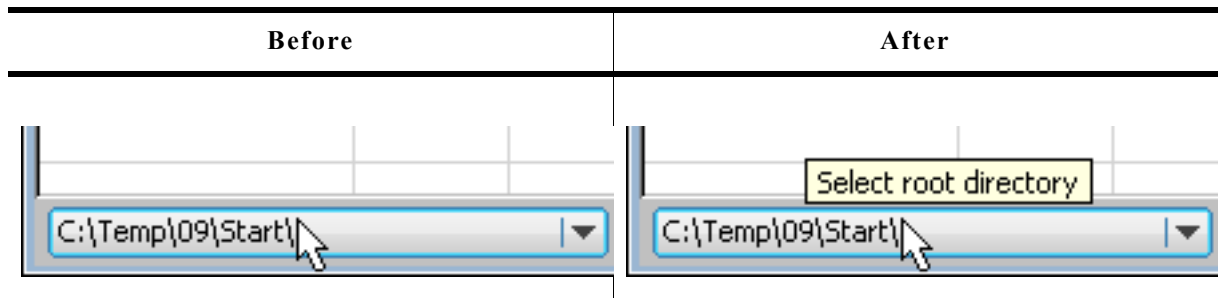 Before
After
C:\Temp\09\Start\
Select root directory
C:\Temp\09\Start\